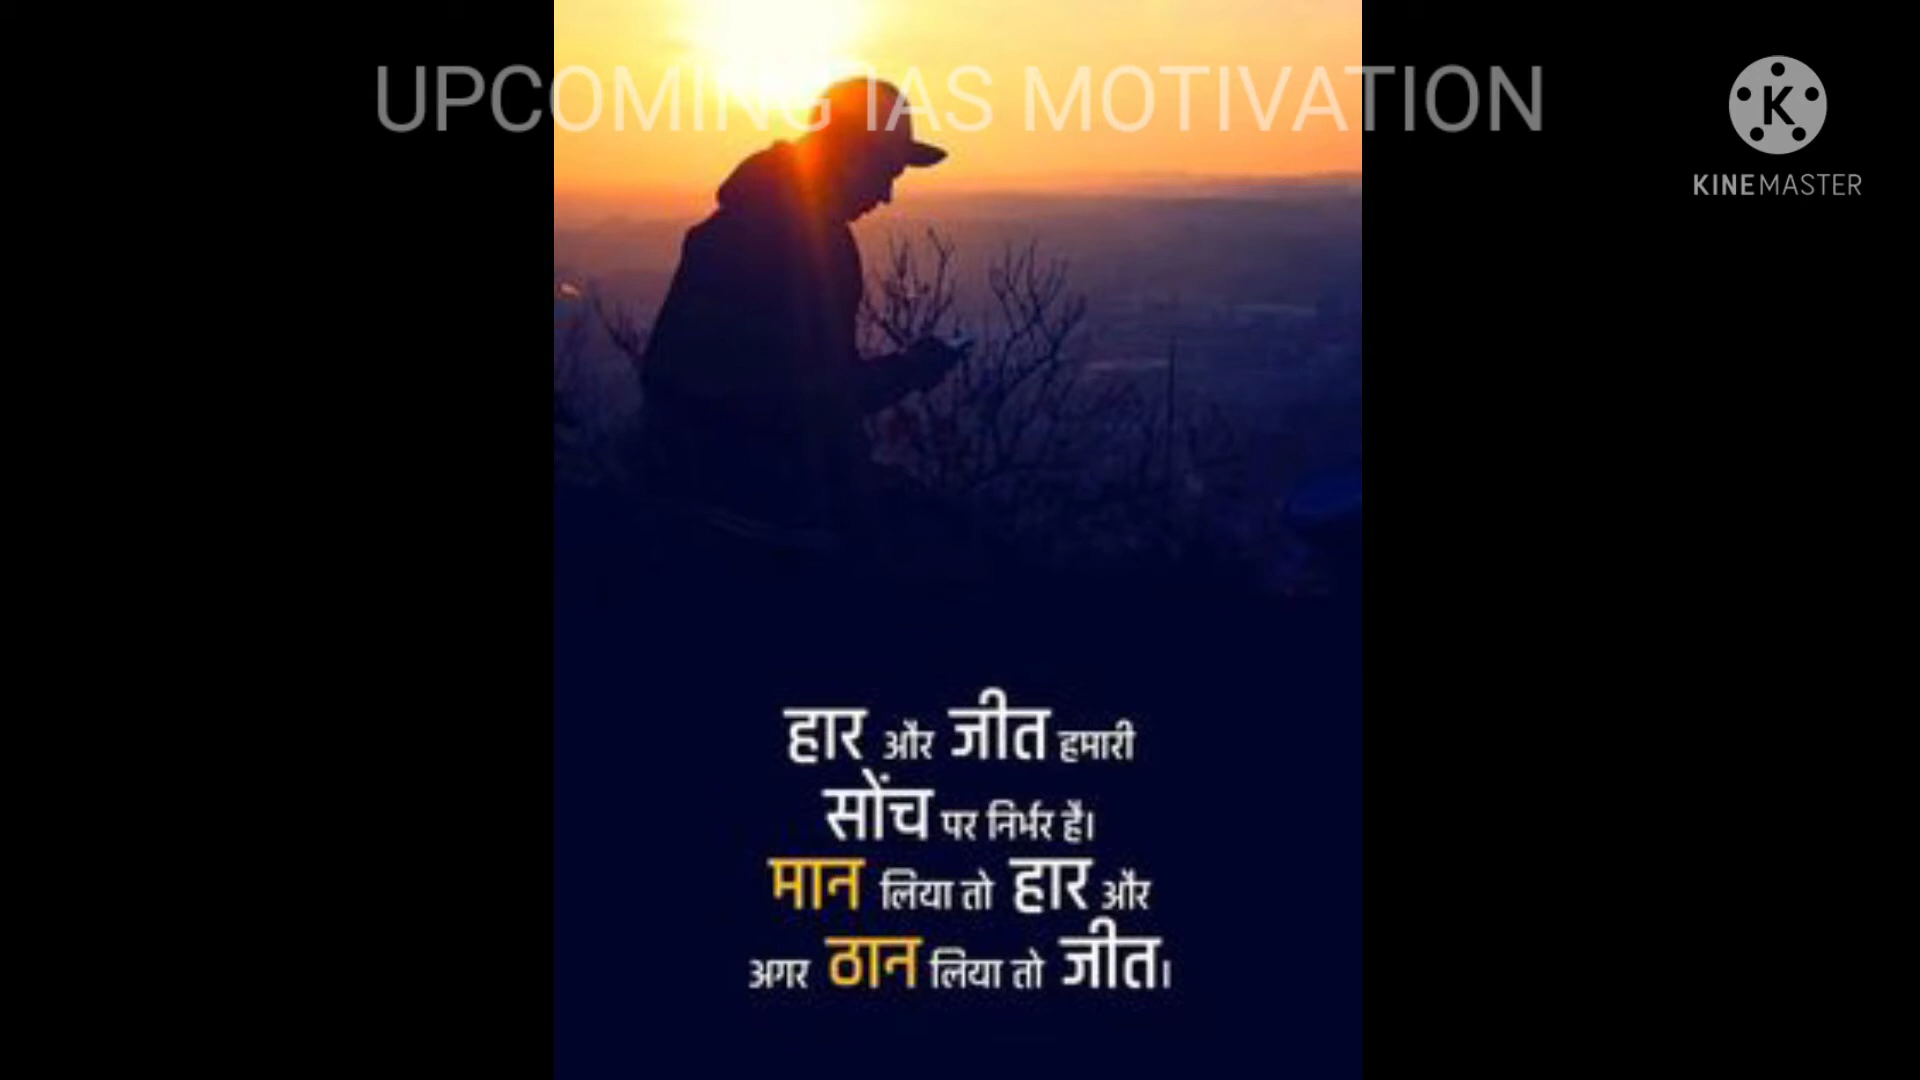 UPCOMING IAS MOTIVATION
KINEMASTER
हार और जीत हमारी
सोंच पर निर्भर है।
मान लिया तो हार और
अगर ठान लिया तो जीत।